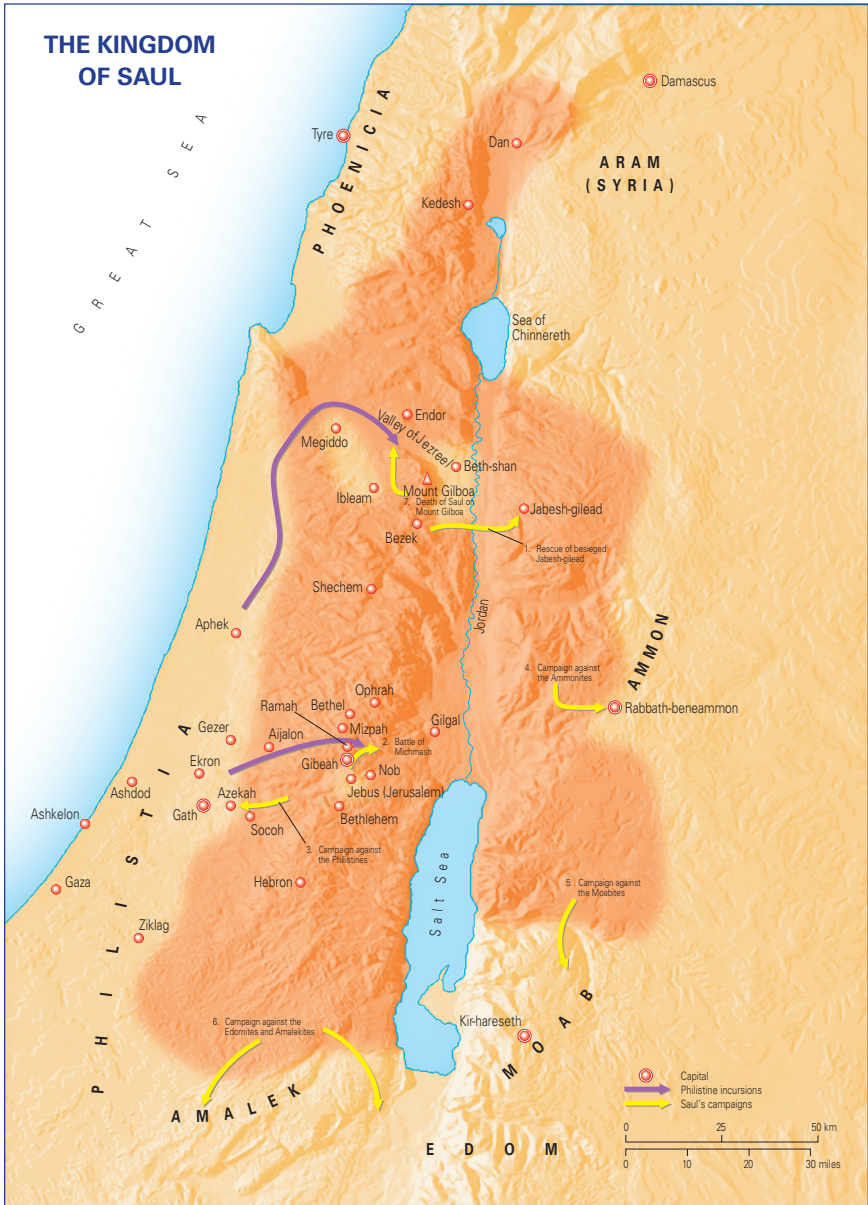 THE KINGDOM
OF SAUL
GREAT SEA
PHOENICIA
Tyre
Damascus
Dan
ARAM
(SYRIA)
Kedesh
Sea of
Chinnereth
Endor
Megiddo
Valley of Jezreel
Beth-shan
Mount Gilboa
7. Death of Saul on
Mount Gilboa
Ibleam
Jabesh-gilead
Bezek
1. Rescue of besieged
Jabesh-gilead
Shechem
Jordan
Aphek
AMMON
4. Campaign against
the Ammonites
Rabbath-beneammon
Ophrah
Ramah
Bethel
Gilgal
Mizpah
Gezer
Aijalon
2. Battle of
Michmash
Ekron
Gibeah
Nob
Jebus (Jerusalem)
Ashdod
Azekah
Gath
Bethlehem
Ashkelon
Socoh
3. Campaign against
the Philistines
PHILISTIA
Hebron
Gaza
Salt Sea
5. Campaign against
the Moabites
Ziklag
6. Campaign against the
Edomites and Amalekites
Kir-hareseth
MOAB
AMALEK
EDOM
Capital
Philistine incursions
Saul's campaigns
0 25 50 km
0 10 20 30 miles